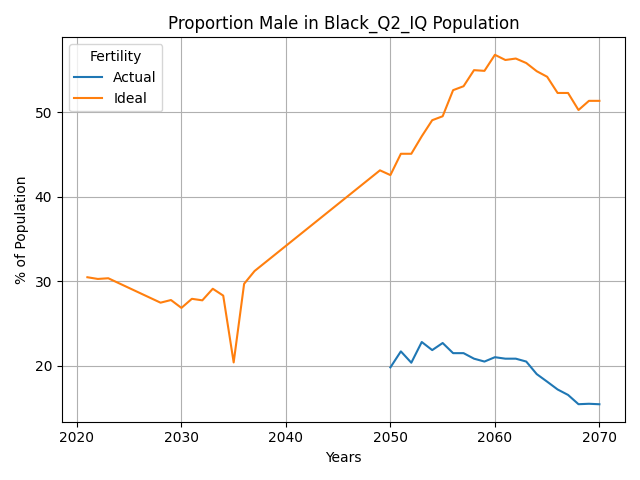 Proportion Male in Black_Q2_IQ Population
Fertility
Actual
Ideal
% of Population
50
40
30
20
2020 2030 2040 2050 2060 2070
Years